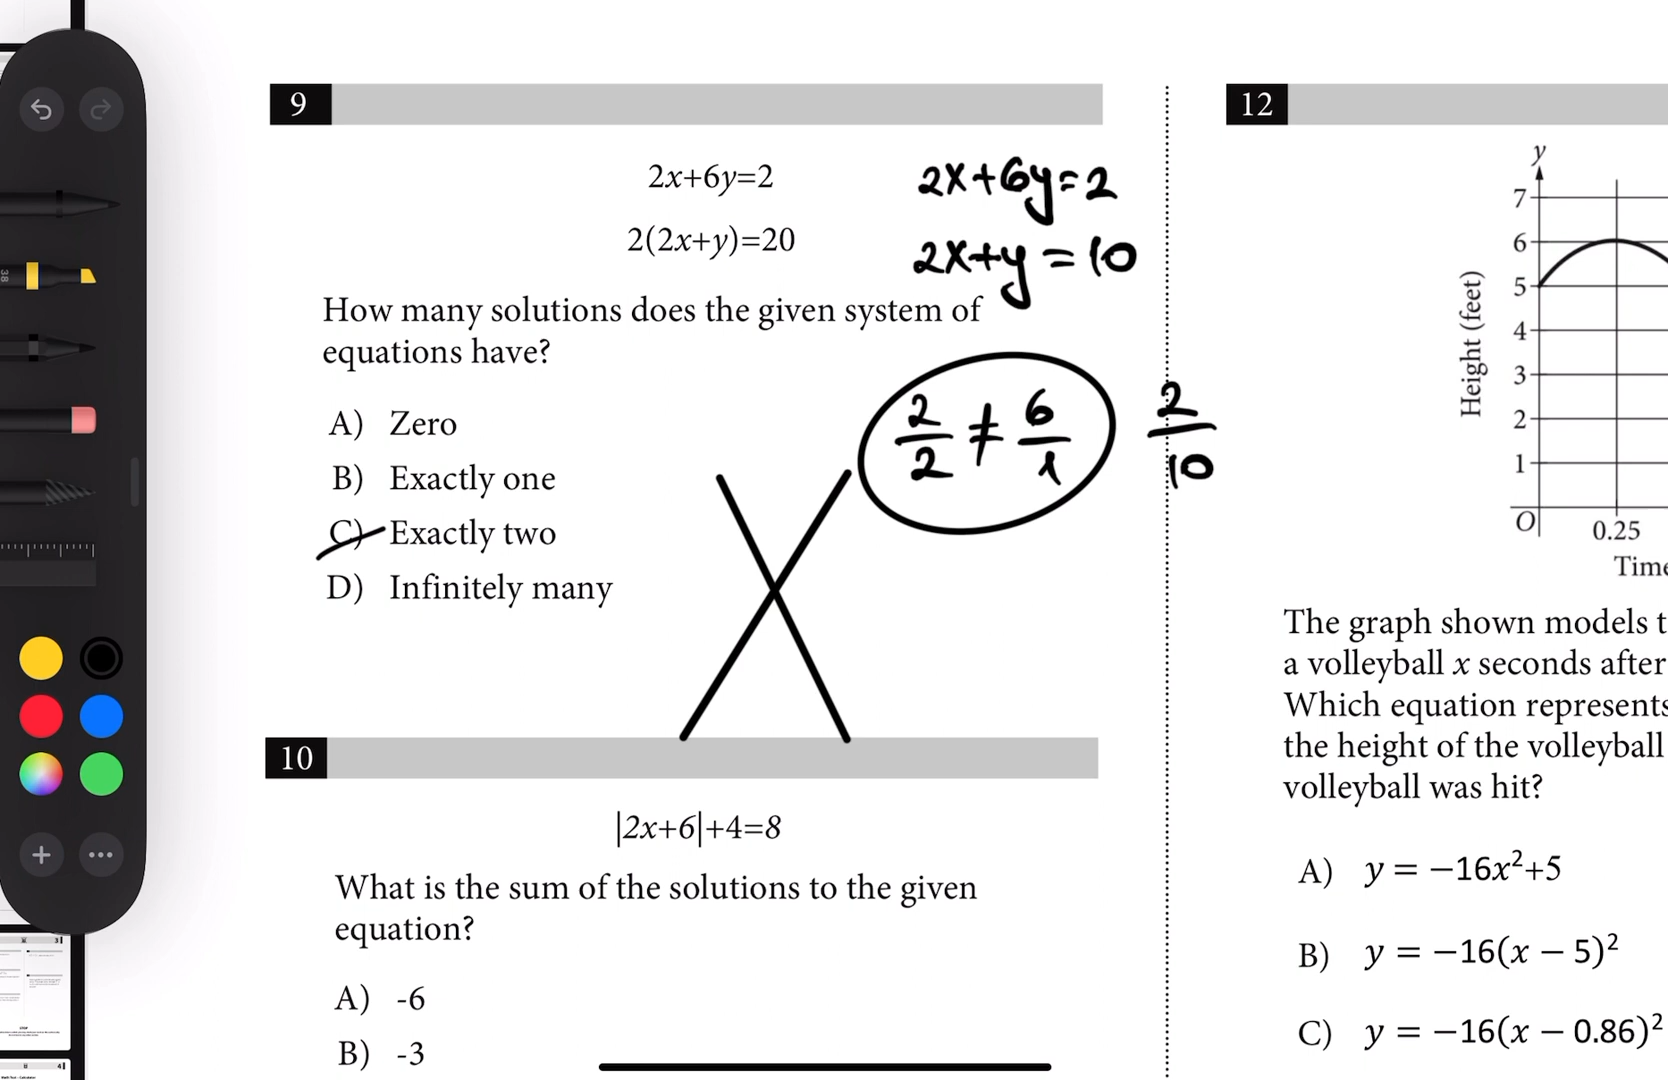 9
2x+6y=2
2(2x+y)=20
2x+6y=2
2x+y=10
How many solutions does the given system of
equations have?
A) Zero
B) Exactly one
C) Exactly two
D) Infinitely many
2/2 ≠ 6/1 2/10
10
|2x+6|+4=8
What is the sum of the solutions to the given
equation?
A) -6
B) -3
12
y
7
6
5
4
3
2
1
O
0.25
Height (feet)
Time
The graph shown models t
a volleyball x seconds after
Which equation represents
the height of the volleyball
volleyball was hit?
A) y = −16x²+5
B) y = −16(x − 5)²
C) y = −16(x − 0.86)²
38